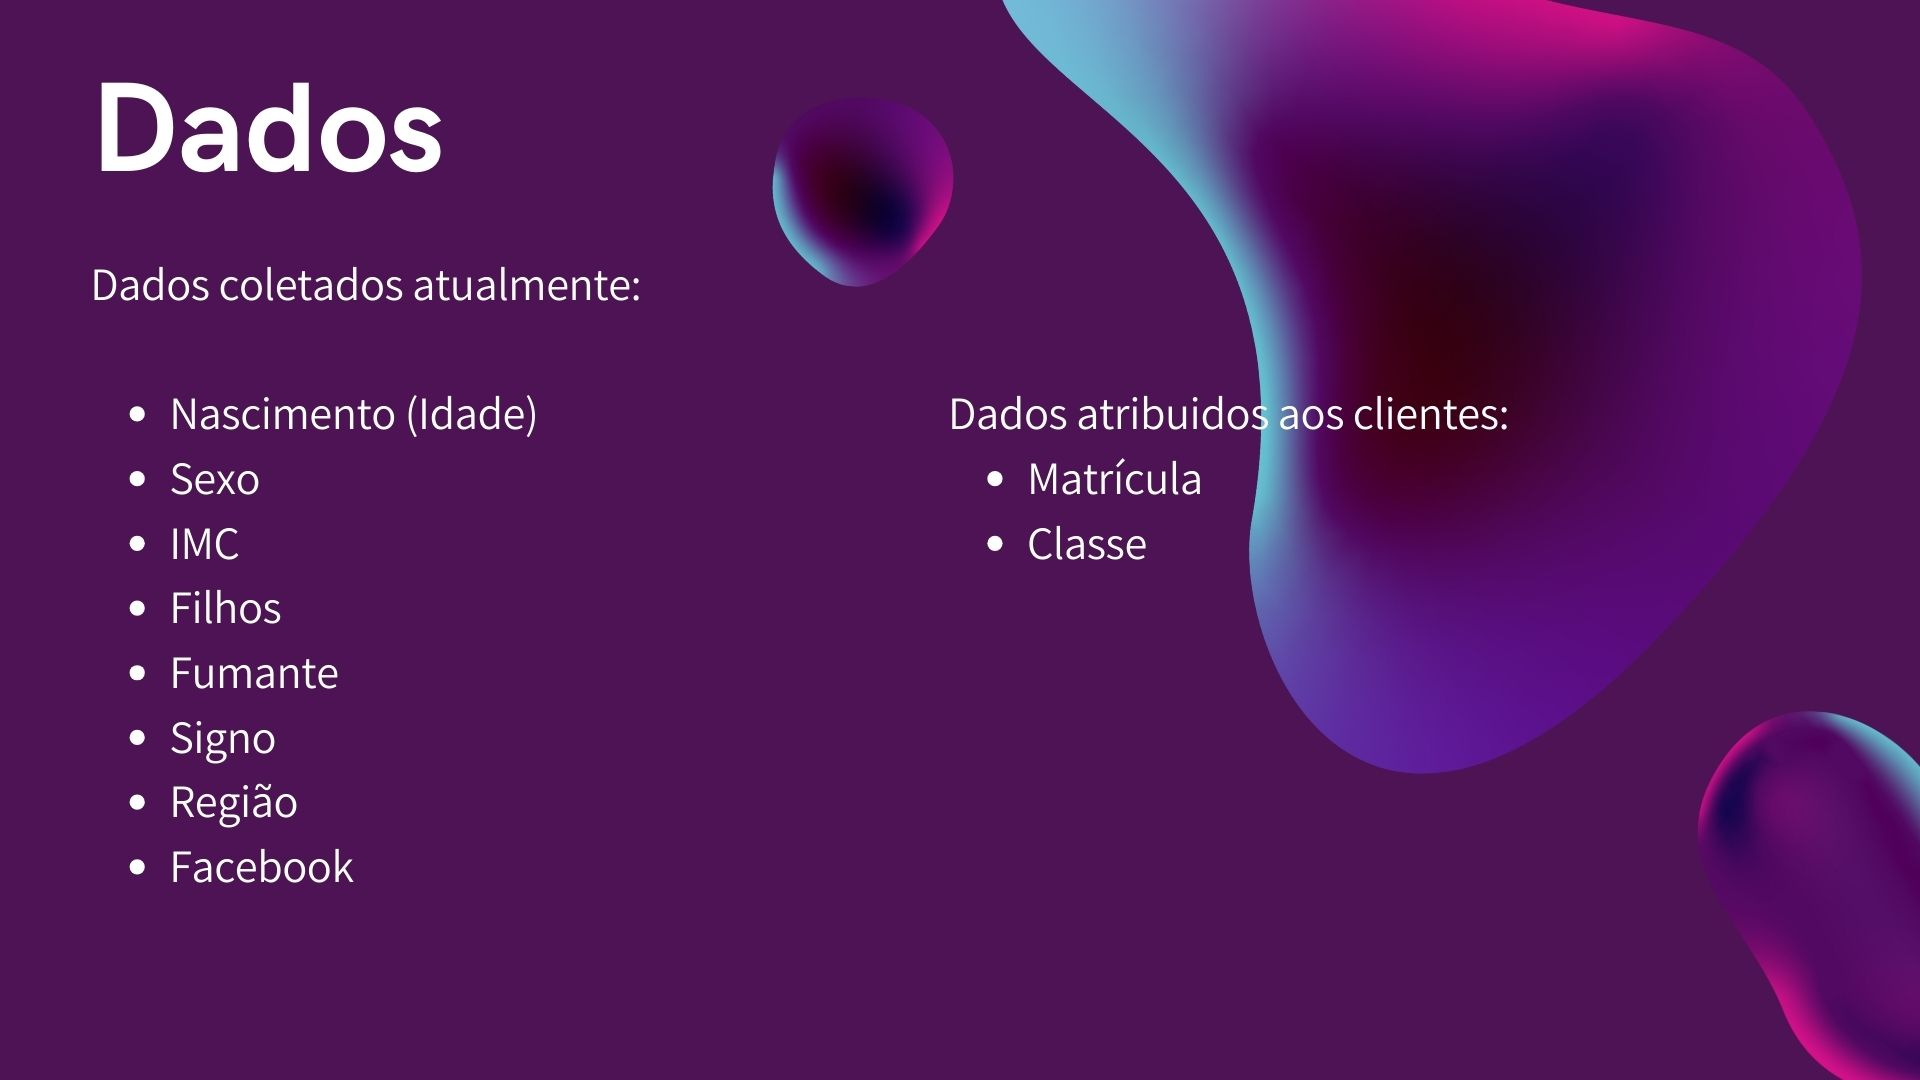 Dados
Dados coletados atualmente:
• Nascimento (Idade)
• Sexo
• IMC
• Filhos
• Fumante
• Signo
• Região
• Facebook
Dados atribuidos aos clientes:
• Matrícula
• Classe